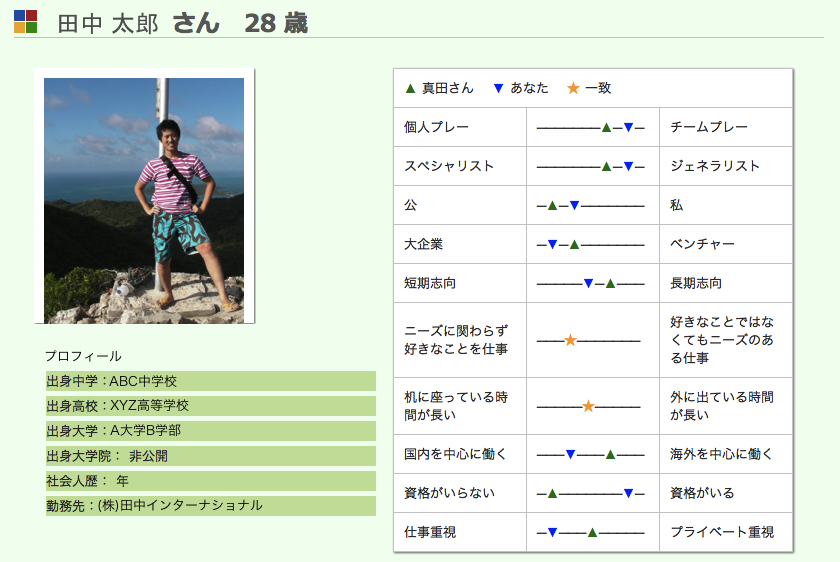 田中 太郎 さん 28 歳
▲ 真田さん ▼ あなた ★ 一致
個人プレー チームプレー
スペシャリスト ジェネラリスト
公 私
大企業 ベンチャー
短期志向 長期志向
ニーズに関わらず
好きなことを仕事
好きなことではな
くてもニーズのあ
る仕事
机に座っている時
間が長い
外に出ている時間
が長い
国内を中心に働く 海外を中心に働く
資格がいらない 資格がいる
仕事重視 プライベート重視
プロフィール
出身中学：ABC中学校
出身高校：XYZ高等学校
出身大学：A大学B学部
出身大学院： 非公開
社会人歴： 年
勤務先：(株)田中インターナショナル